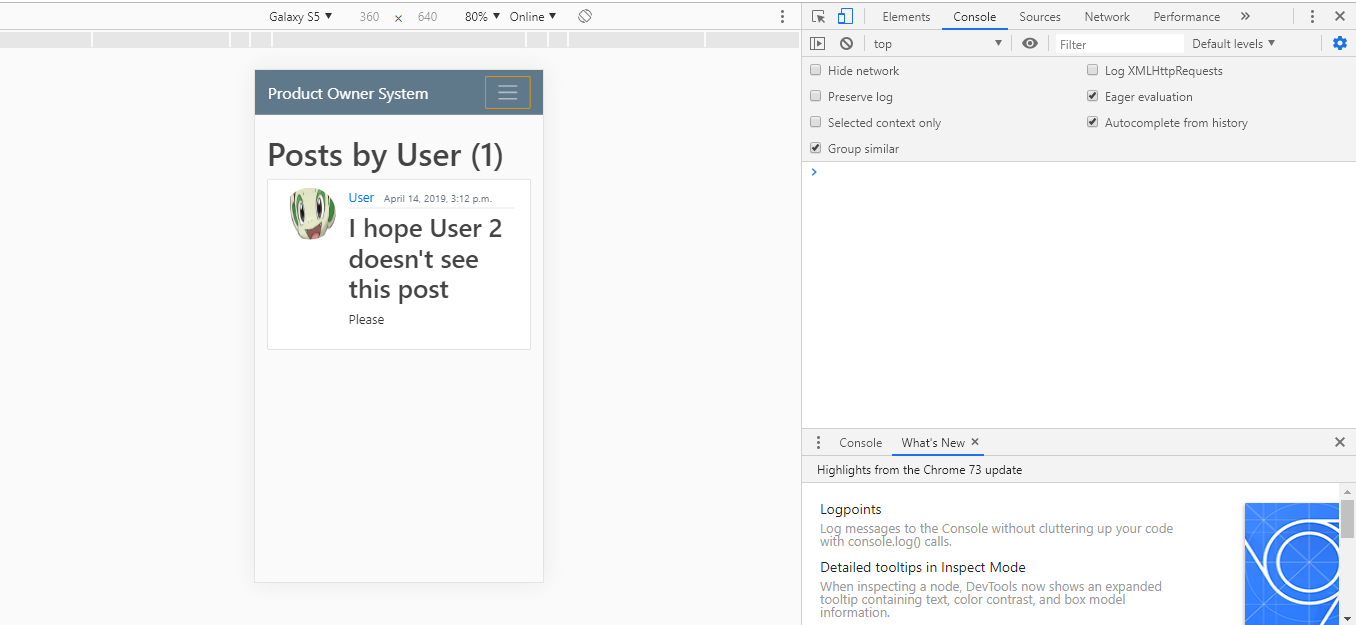 Galaxy S5 ▼ 360 × 640 80% ▼ Online ▼
Elements Console Sources Network Performance »
top ▼ Filter Default levels ▼
Hide network Log XMLHttpRequests
Preserve log Eager evaluation
Selected context only Autocomplete from history
Group similar
Product Owner System
Posts by User (1)
User April 14, 2019, 3:12 p.m.
I hope User 2
doesn't see
this post
Please
Console What's New ×
Highlights from the Chrome 73 update
Logpoints
Log messages to the Console without cluttering up your code
with console.log() calls.
Detailed tooltips in Inspect Mode
When inspecting a node, DevTools now shows an expanded
tooltip containing text, color contrast, and box model
information.